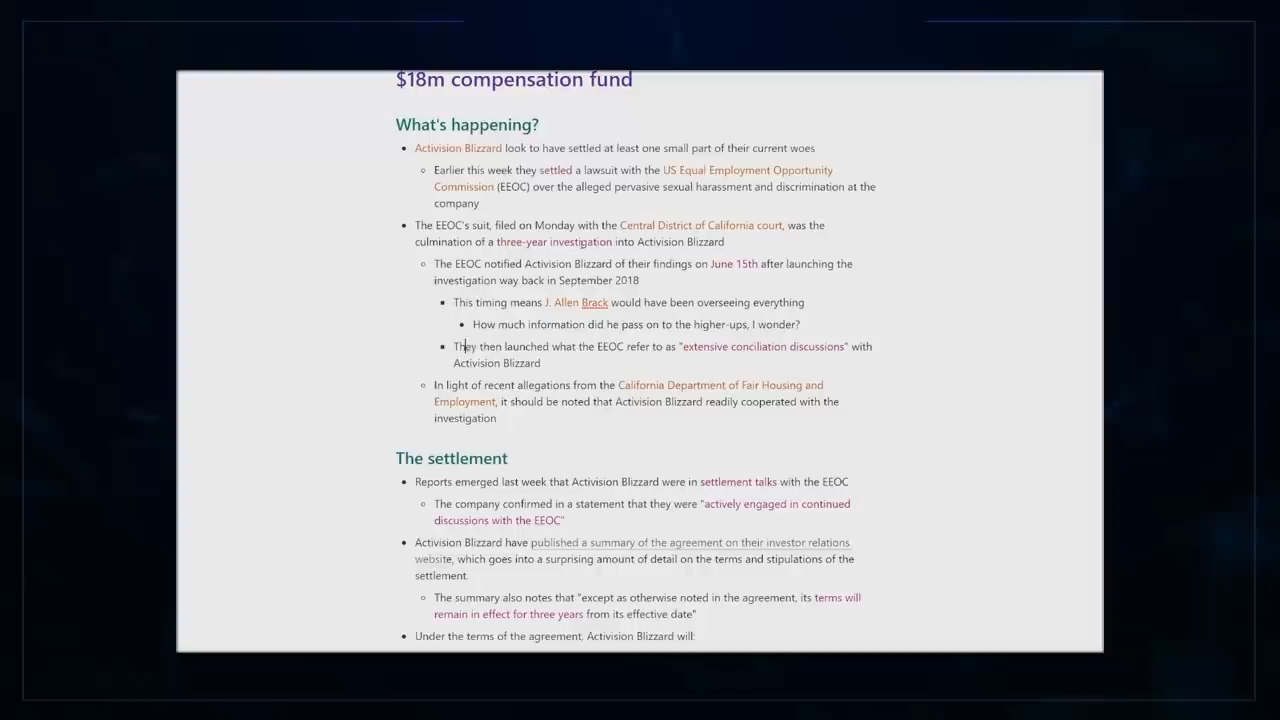 $18m compensation fund
What's happening?
Activision Blizzard look to have settled at least one small part of their current woes
Earlier this week they settled a lawsuit with the US Equal Employment Opportunity
Commission (EEOC) over the alleged pervasive sexual harassment and discrimination at the
company
The EEOC's suit, filed on Monday with the Central District of California court, was the
culmination of a three-year investigation into Activision Blizzard
The EEOC notified Activision Blizzard of their findings on June 15th after launching the
investigation way back in September 2018
This timing means J. Allen Brack would have been overseeing everything
How much information did he pass on to the higher-ups, I wonder?
They then launched what the EEOC refer to as "extensive conciliation discussions" with
Activision Blizzard
In light of recent allegations from the California Department of Fair Housing and
Employment, it should be noted that Activision Blizzard readily cooperated with the
investigation
The settlement
Reports emerged last week that Activision Blizzard were in settlement talks with the EEOC
The company confirmed in a statement that they were "actively engaged in continued
discussions with the EEOC"
Activision Blizzard have published a summary of the agreement on their investor relations
website, which goes into a surprising amount of detail on the terms and stipulations of the
settlement.
The summary also notes that "except as otherwise noted in the agreement, its terms will
remain in effect for three years from its effective date"
Under the terms of the agreement, Activision Blizzard will: